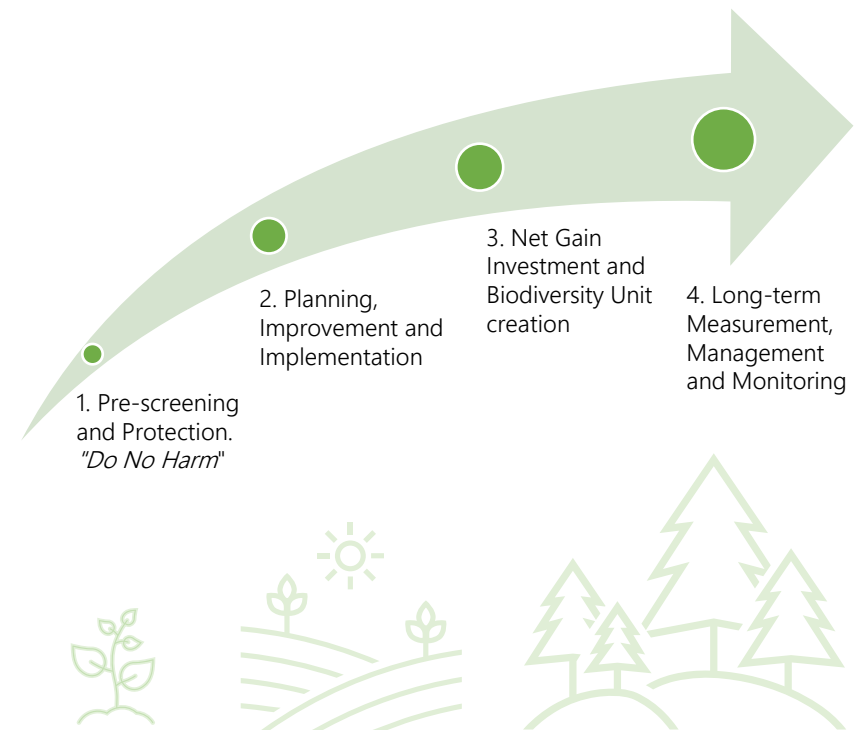 1. Pre-screening
and Protection.
"Do No Harm"
2. Planning,
Improvement and
Implementation
3. Net Gain
Investment and
Biodiversity Unit
creation
4. Long-term
Measurement,
Management
and Monitoring